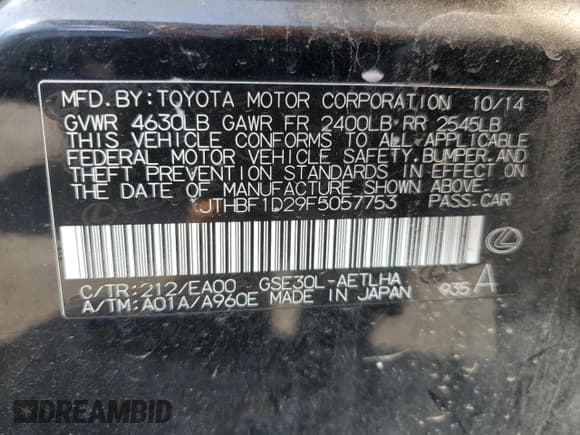 MFD.BY:TOYOTA MOTOR CORPORATION 10/14
GVWR 4630LB GAWR FR 2400LB RR 2545LB
THIS VEHICLE CONFORMS TO ALL APPLICABLE
FEDERAL MOTOR VEHICLE SAFETY,BUMPER,AND
THEFT PREVENTION STANDARDS IN EFFECT ON
THE DATE OF MANUFACTURE SHOWN ABOVE.
JTHBF1D29F5057753 PASS.CAR
C/TR:212/EA00 GSE30L-AETLHA
A/TM:A01A/A960E MADE IN JAPAN 935 A
DREAMBID